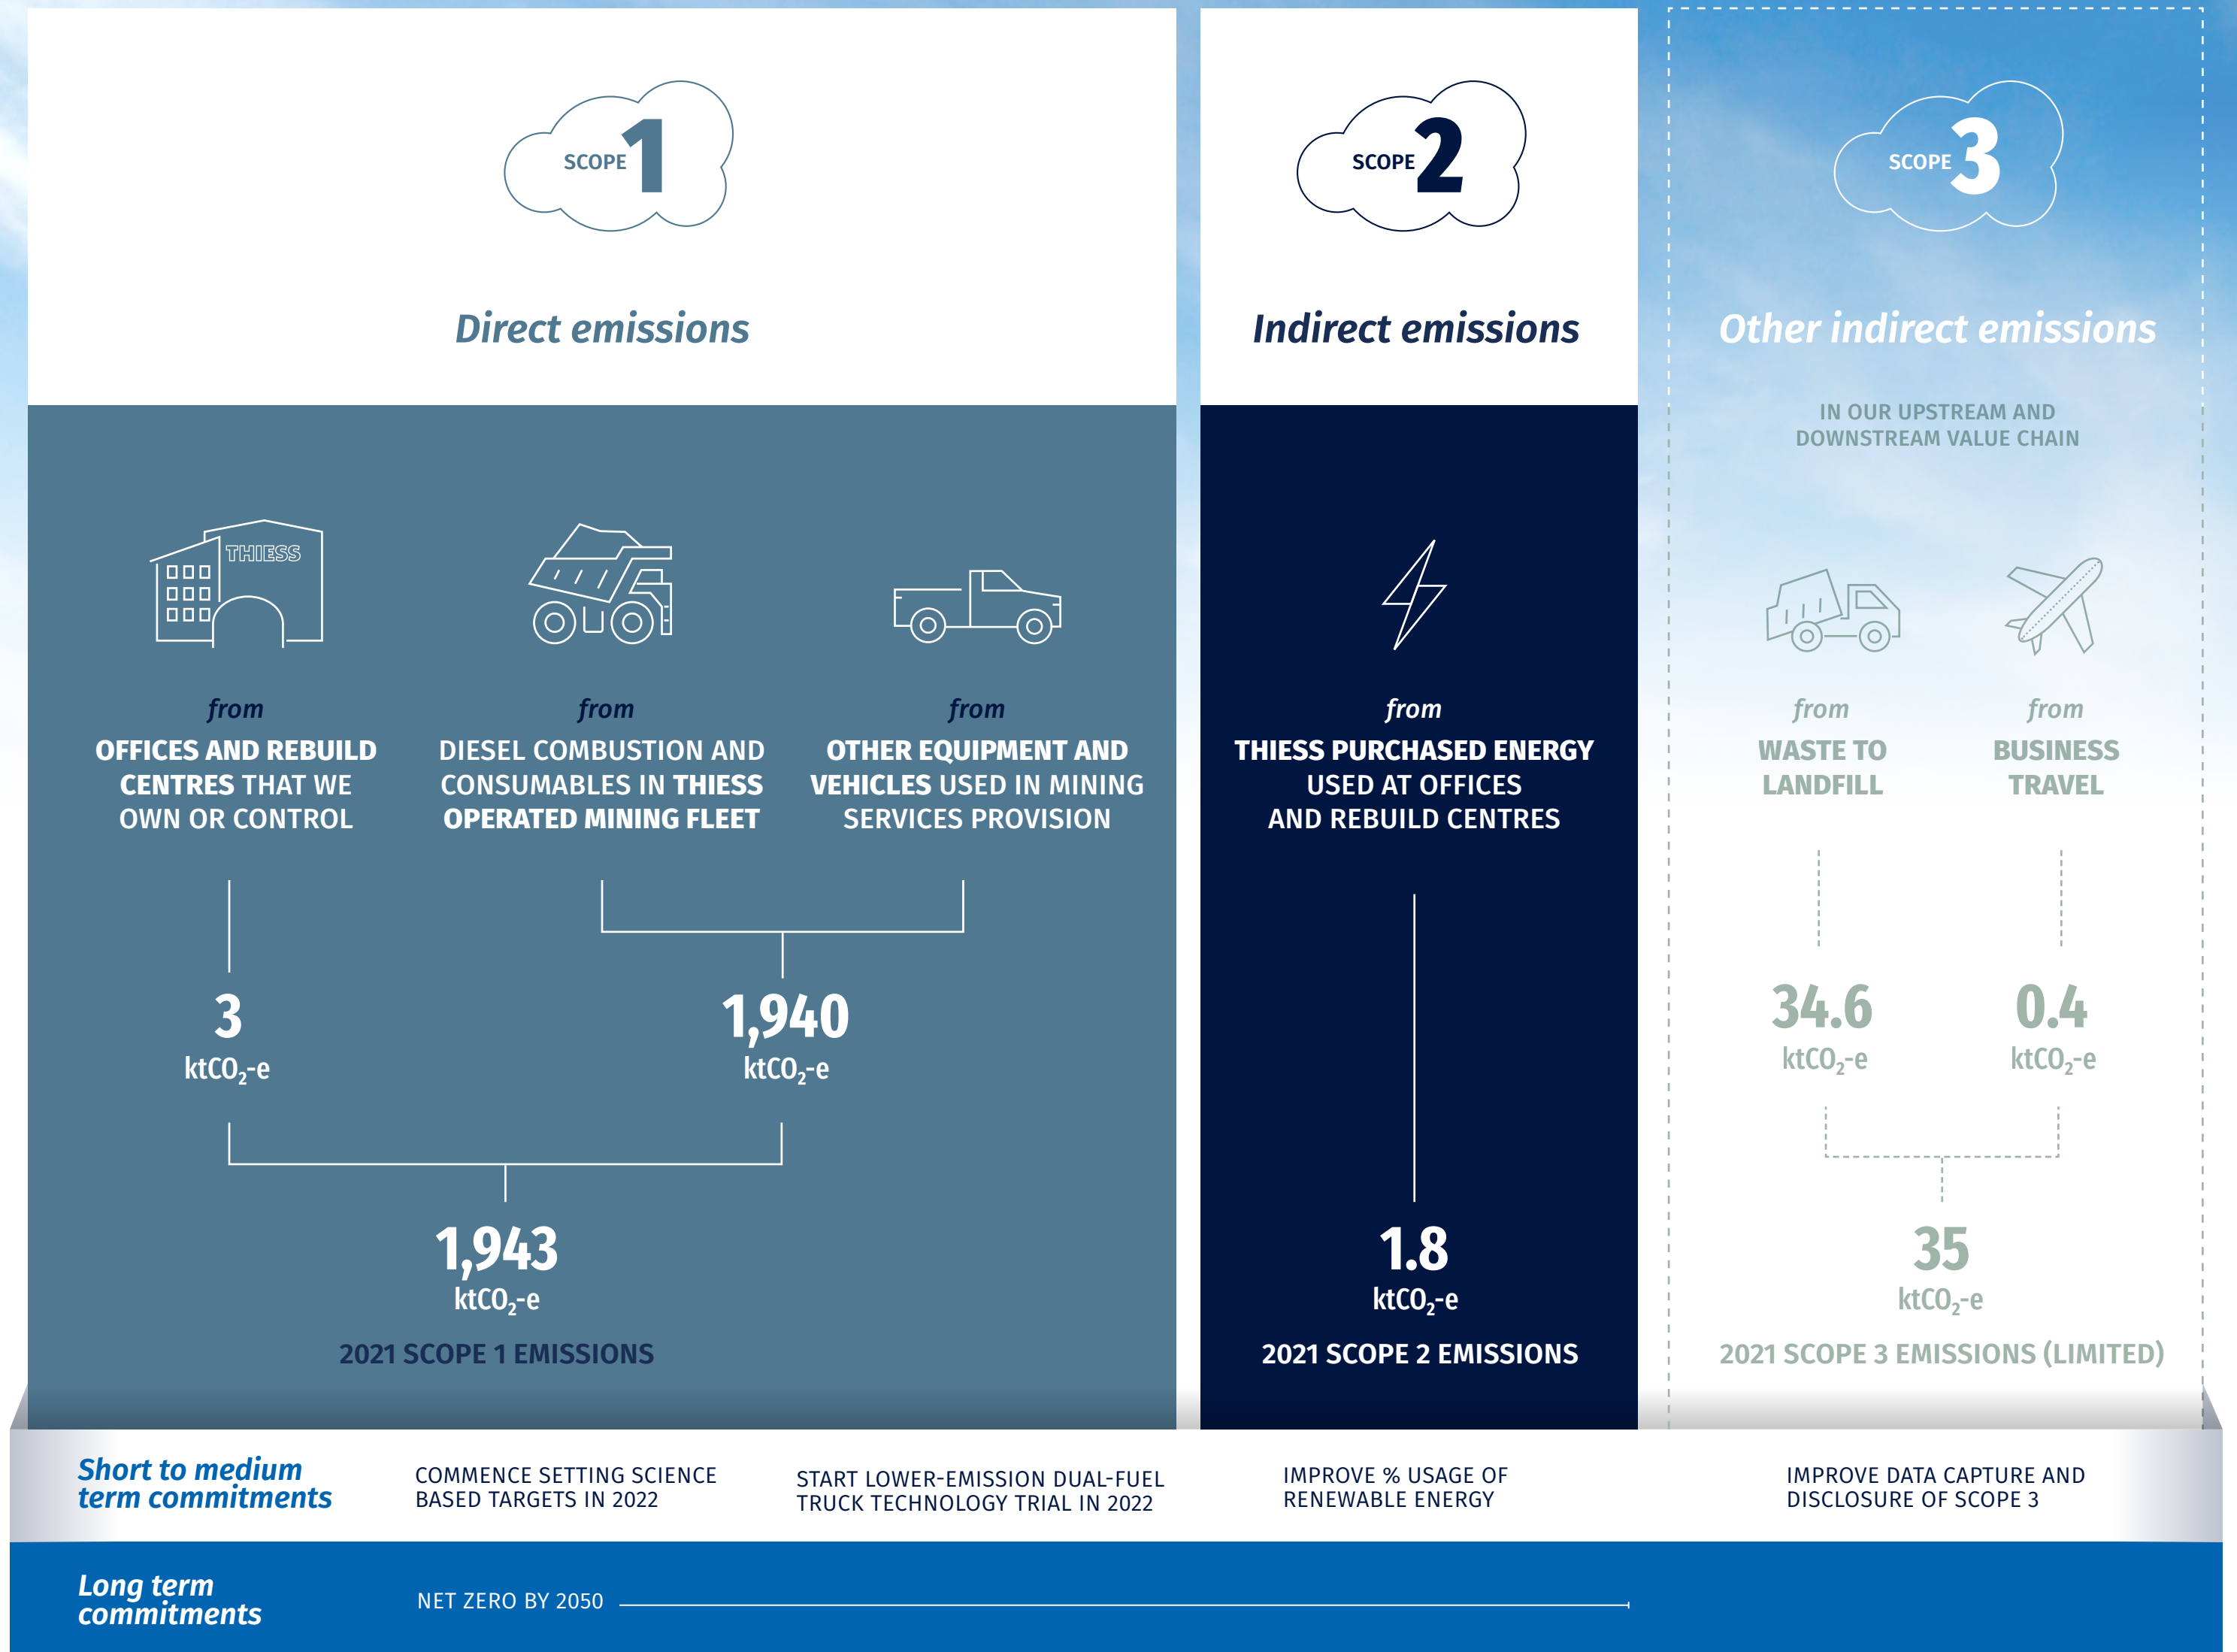 SCOPE 1
Direct emissions
THIESS
from
OFFICES AND REBUILD
CENTRES THAT WE
OWN OR CONTROL
from
DIESEL COMBUSTION AND
CONSUMABLES IN THIESS
OPERATED MINING FLEET
from
OTHER EQUIPMENT AND
VEHICLES USED IN MINING
SERVICES PROVISION
3
ktCO₂-e
1,940
ktCO₂-e
1,943
ktCO₂-e
2021 SCOPE 1 EMISSIONS
SCOPE 2
Indirect emissions
from
THIESS PURCHASED ENERGY
USED AT OFFICES
AND REBUILD CENTRES
1.8
ktCO₂-e
2021 SCOPE 2 EMISSIONS
SCOPE 3
Other indirect emissions
IN OUR UPSTREAM AND
DOWNSTREAM VALUE CHAIN
from
WASTE TO
LANDFILL
from
BUSINESS
TRAVEL
34.6
ktCO₂-e
0.4
ktCO₂-e
35
ktCO₂-e
2021 SCOPE 3 EMISSIONS (LIMITED)
Short to medium
term commitments
COMMENCE SETTING SCIENCE
BASED TARGETS IN 2022
START LOWER-EMISSION DUAL-FUEL
TRUCK TECHNOLOGY TRIAL IN 2022
IMPROVE % USAGE OF
RENEWABLE ENERGY
IMPROVE DATA CAPTURE AND
DISCLOSURE OF SCOPE 3
Long term
commitments
NET ZERO BY 2050